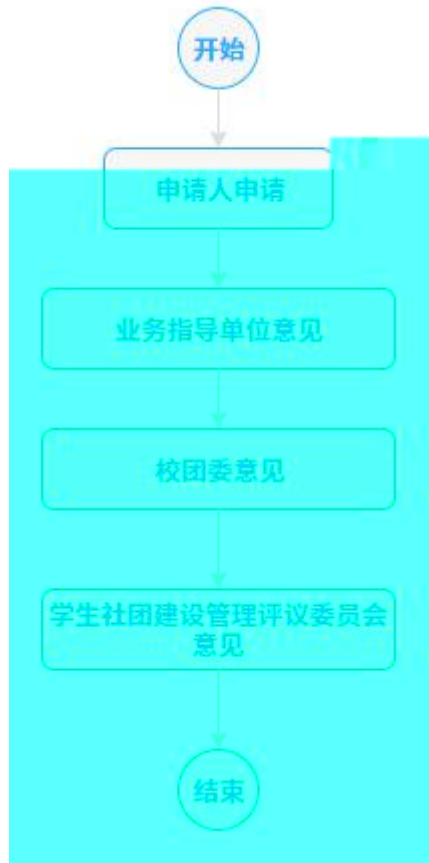 开始
申请人申请
业务指导单位意见
校团委意见
学生社团建设管理评议委员会
意见
结束